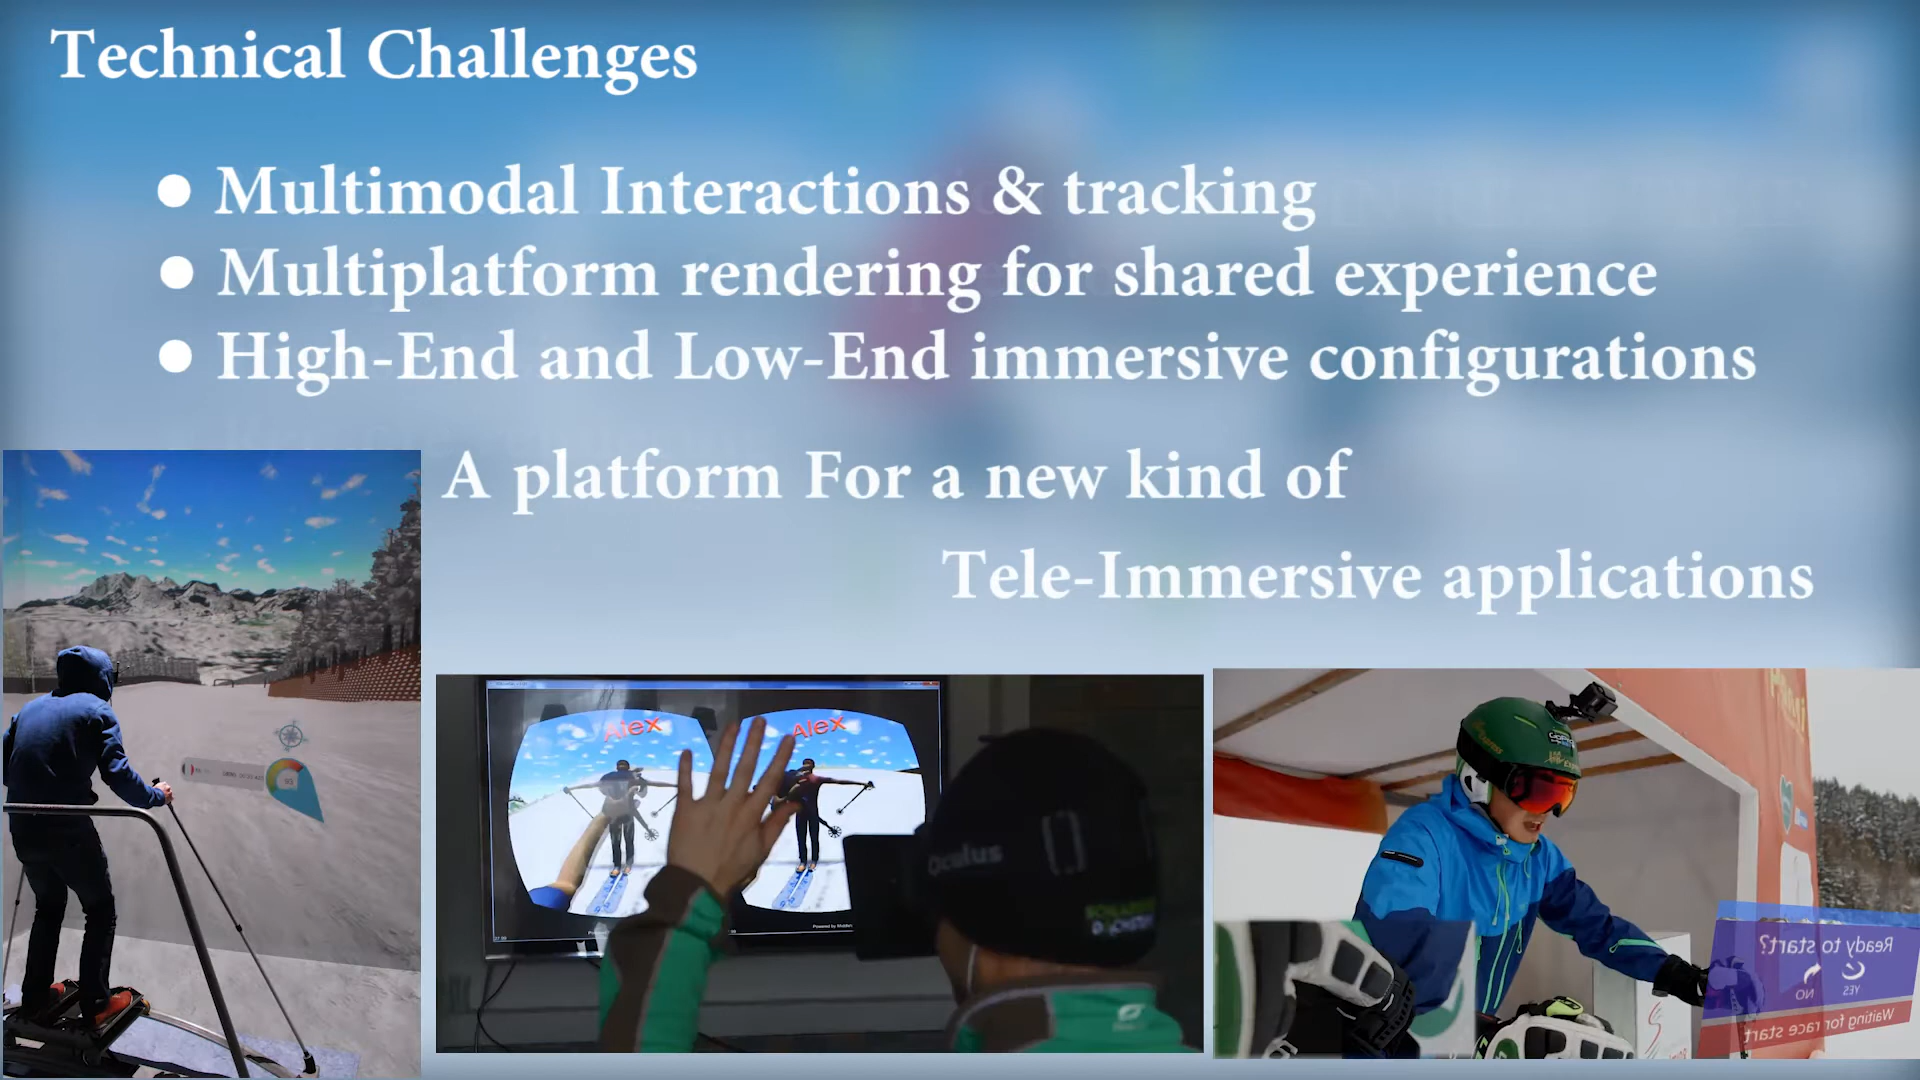 Technical Challenges
● Multimodal Interactions & tracking
● Multiplatform rendering for shared experience
● High-End and Low-End immersive configurations
A platform For a new kind of
Tele-Immersive applications
Alex
Alex
oculus
GoPro
Ready to start?
YES
NO
Waiting for race start